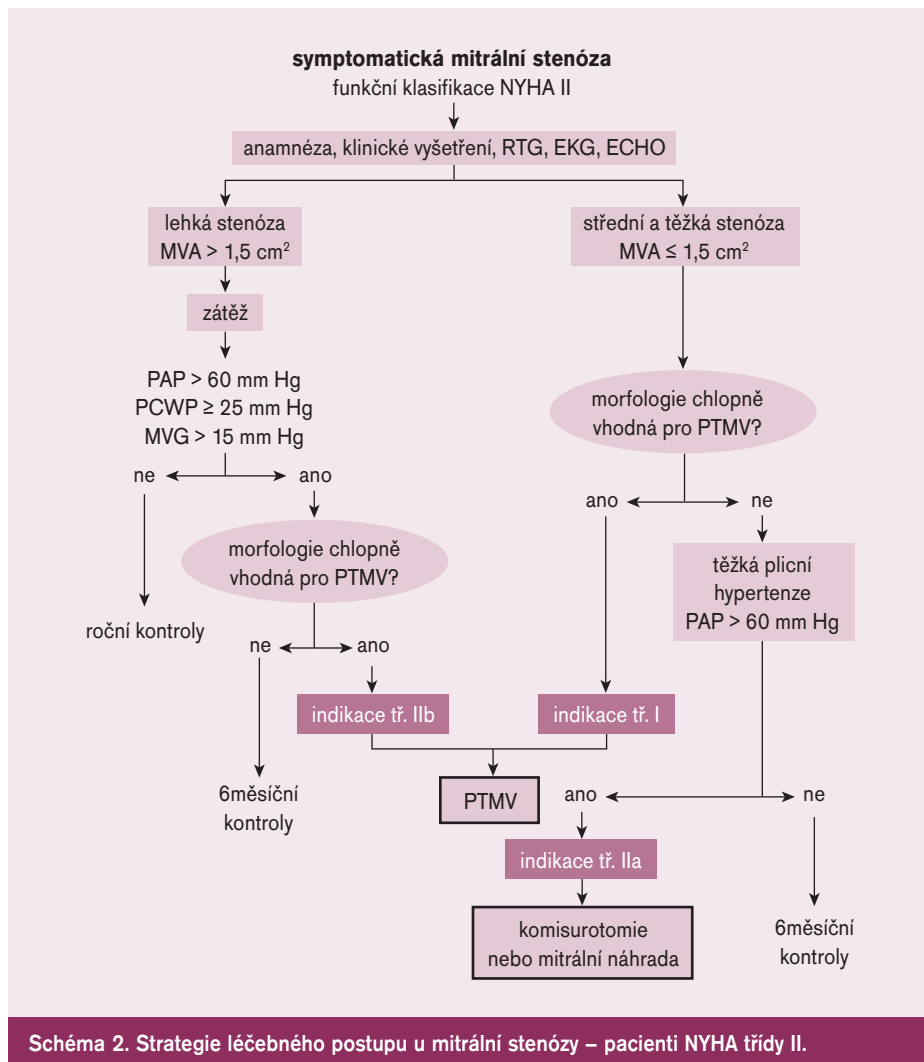 symptomatická mitrální stenóza
funkční klasifikace NYHA II
anamnéza, klinické vyšetření, RTG, EKG, ECHO
lehká stenóza
MVA > 1,5 cm²
zátěž
PAP > 60 mm Hg
PCWP ≥ 25 mm Hg
MVG > 15 mm Hg
ne
ano
roční kontroly
morfologie chlopně
vhodná pro PTMV?
ne
ano
6měsíční
kontroly
indikace tř. IIb
střední a těžká stenóza
MVA ≤ 1,5 cm²
morfologie chlopně
vhodná pro PTMV?
ano
ne
indikace tř. I
PTMV
těžká plicní
hypertenze
PAP > 60 mm Hg
ano
ne
indikace tř. IIa
komisurotomie
nebo mitrální náhrada
6měsíční
kontroly
Schéma 2. Strategie léčebného postupu u mitrální stenózy – pacienti NYHA třídy II.